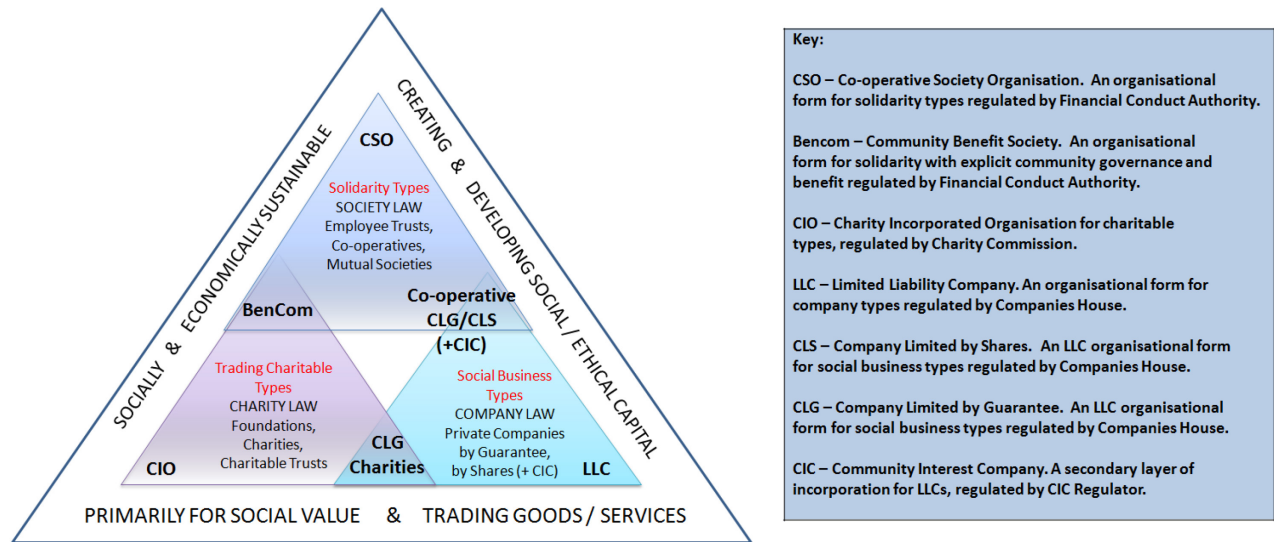 SOCIALLY & ECONOMICALLY SUSTAINABLE
CREATING & DEVELOPING SOCIAL / ETHICAL CAPITAL
CSO
Solidarity Types
SOCIETY LAW
Employee Trusts,
Co-operatives,
Mutual Societies
BenCom
Co-operative
CLG/CLS
(+CIC)
Trading Charitable
Types
CHARITY LAW
Foundations,
Charities,
Charitable Trusts
CIO
CLG
Charities
Social Business
Types
COMPANY LAW
Private Companies
by Guarantee,
by Shares (+ CIC)
LLC
PRIMARILY FOR SOCIAL VALUE & TRADING GOODS / SERVICES
Key:
CSO – Co-operative Society Organisation. An organisational
form for solidarity types regulated by Financial Conduct Authority.
Bencom – Community Benefit Society. An organisational
form for solidarity with explicit community governance and
benefit regulated by Financial Conduct Authority.
CIO – Charity Incorporated Organisation for charitable
types, regulated by Charity Commission.
LLC – Limited Liability Company. An organisational form for
company types regulated by Companies House.
CLS – Company Limited by Shares. An LLC organisational form
for social business types regulated by Companies House.
CLG – Company Limited by Guarantee. An LLC organisational
form for social business types regulated by Companies House.
CIC – Community Interest Company. A secondary layer of
incorporation for LLCs, regulated by CIC Regulator.